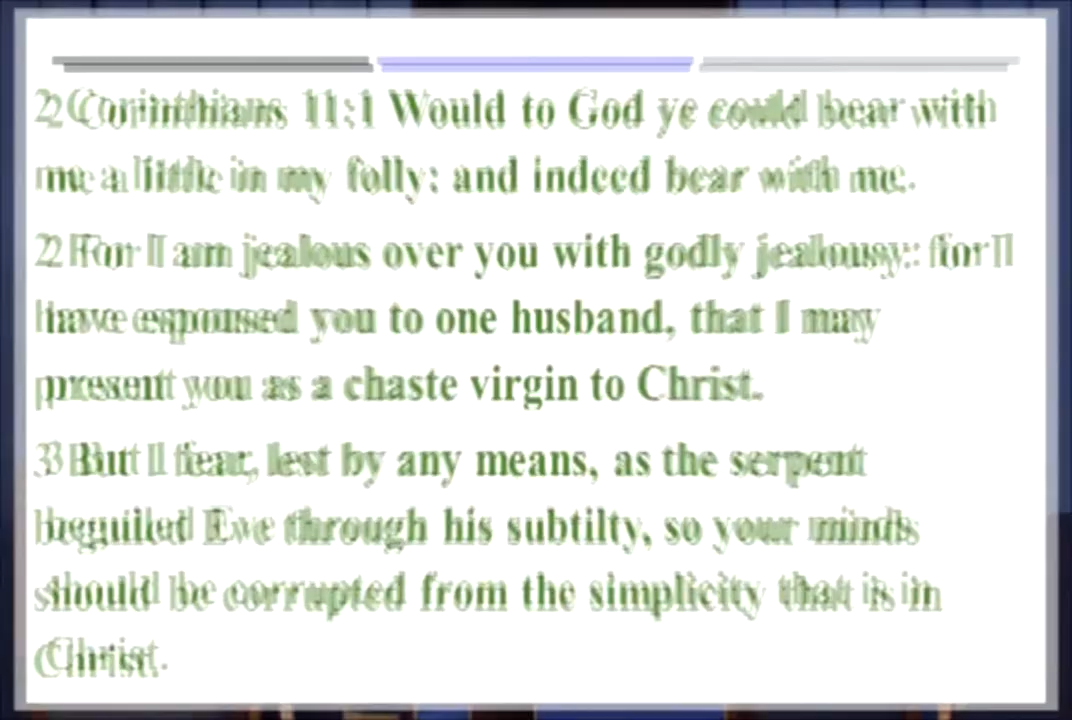 2 Corinthians 11:1 Would to God ye could bear with
me a little in my folly: and indeed bear with me.
2 For I am jealous over you with godly jealousy: for I
have espoused you to one husband, that I may
present you as a chaste virgin to Christ.
3 But I fear, lest by any means, as the serpent
beguiled Eve through his subtilty, so your minds
should be corrupted from the simplicity that is in
Christ.